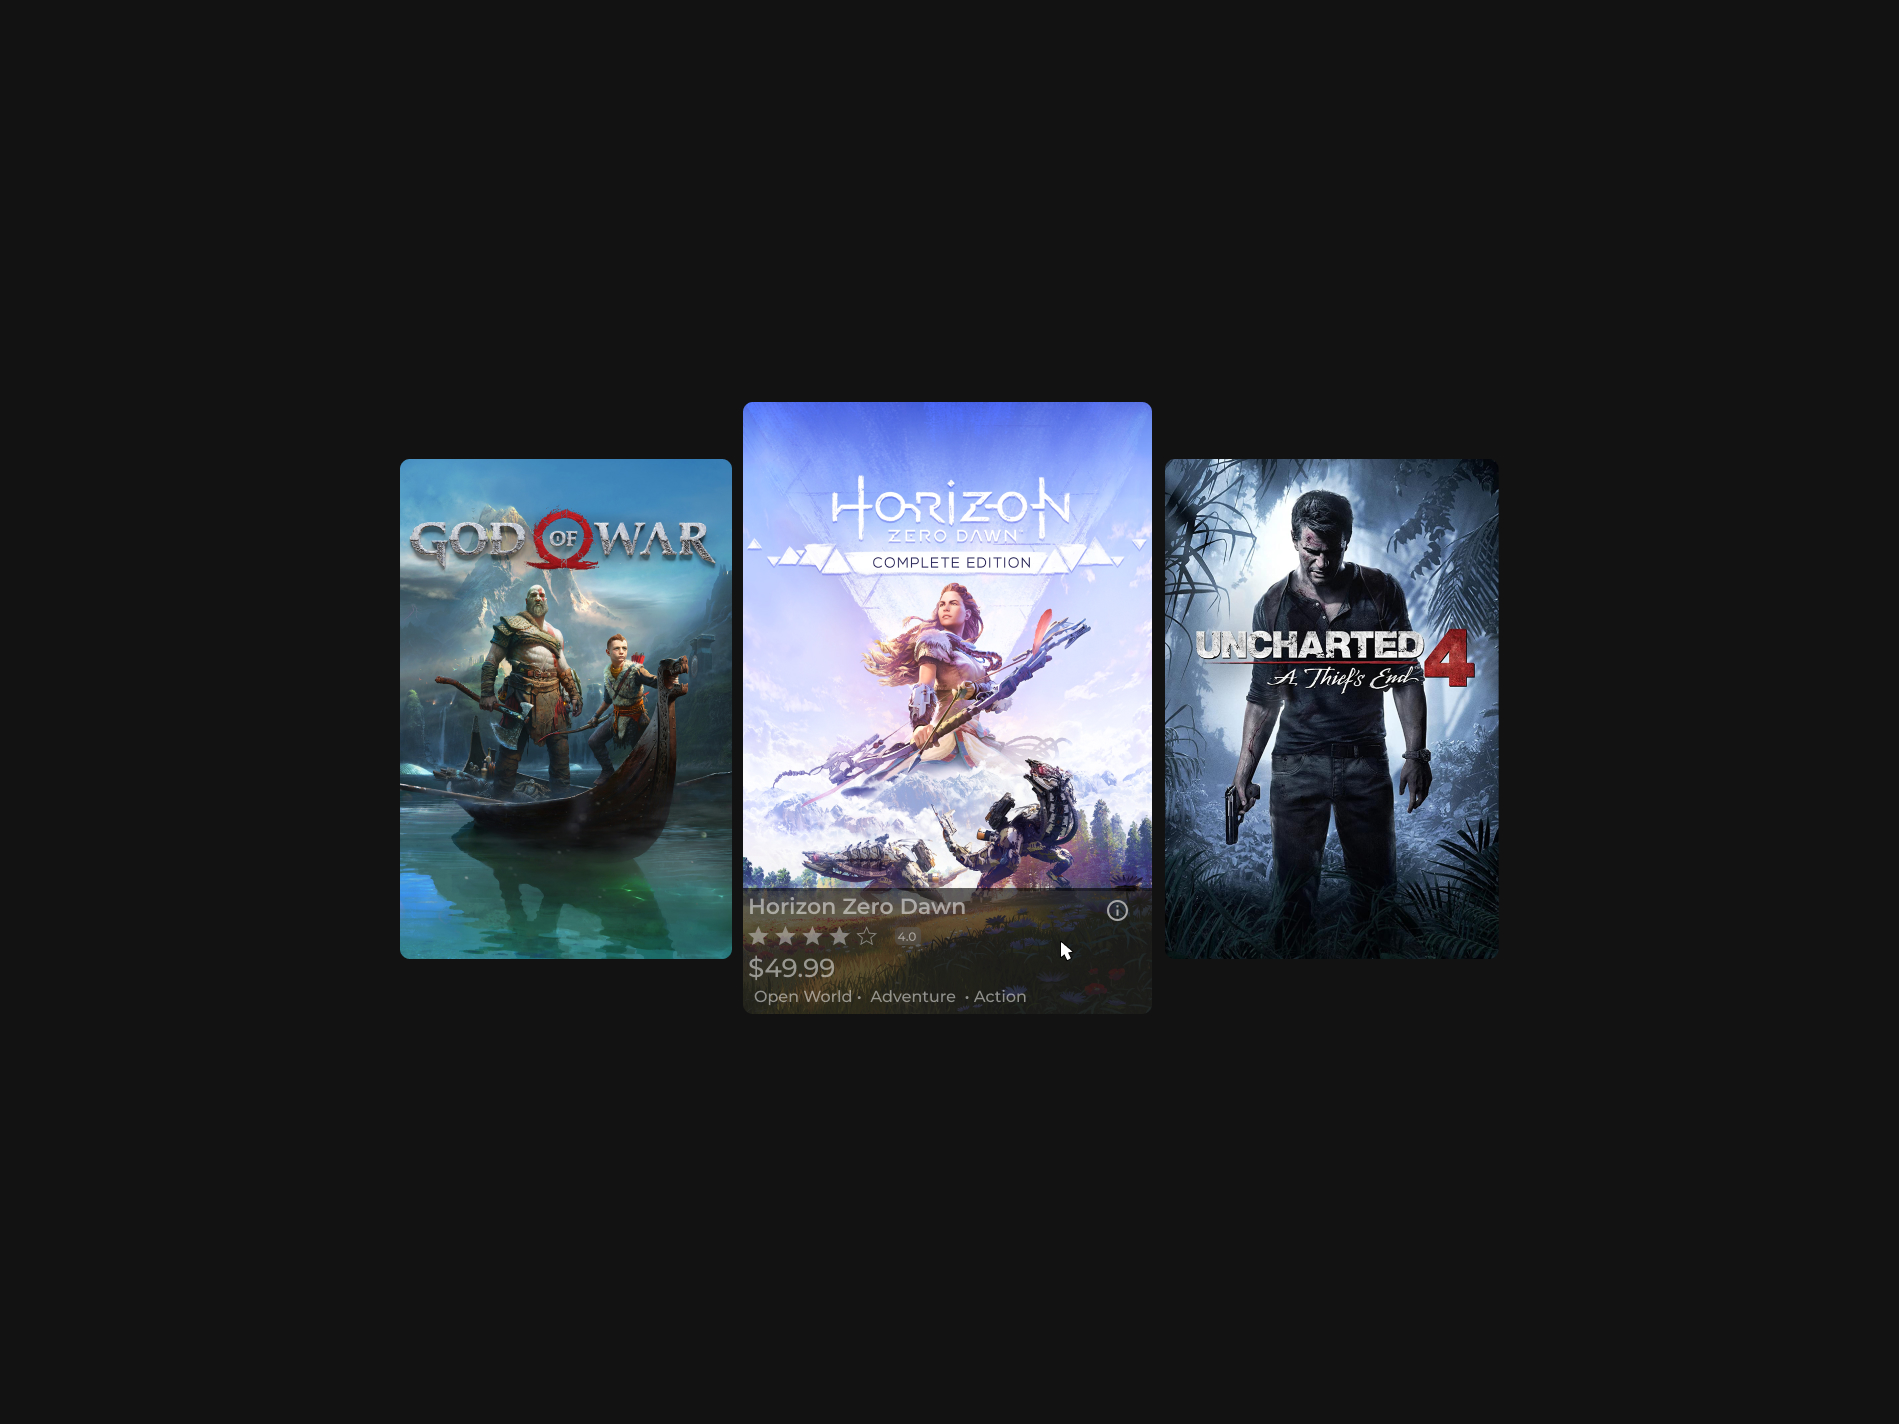 GOD OF WAR
HORIZON
ZERO DAWN
COMPLETE EDITION
Horizon Zero Dawn
4.0
$49.99
Open World • Adventure • Action
UNCHARTED 4
A Thief's End